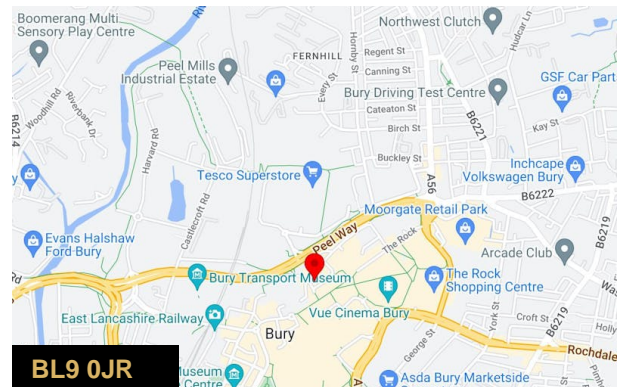 Boomerang Multi
Sensory Play Centre
Northwest Clutch
FERNHILL
Regent St
Hornby St
Hudcar Ln
Peel Mills
Industrial Estate
Canning St
Every St
Bury Driving Test Centre
GSF Car Part
Woodhill Rd
Riverbank Dr
Cateaton St
B6221
Kay St
B6214
Birch St
Harvard Rd
Buckley St
Inchcape
Volkswagen Bury
Tesco Superstore
A56
B6222
Castlecroft Rd
Moorgate Retail Park
B6219
Peel Way
The Rock
Evans Halshaw
Ford Bury
Arcade Club
Rd
Bury Transport Museum
The Rock
Shopping Centre
York St
East Lancashire Railway
Vue Cinema Bury
Croft St
B6219
Holly
Bury
George St
Rochdale
BL9 0JR
Museum
Centre
A
Asda Bury Marketside